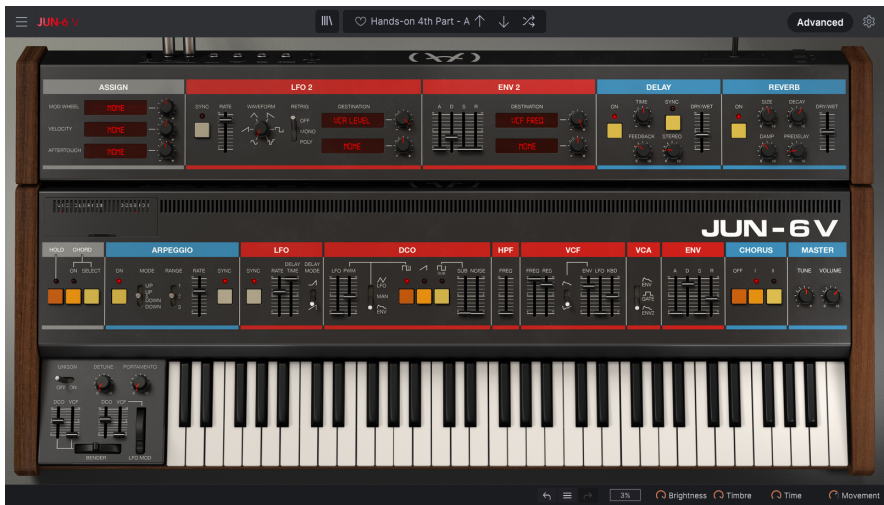 JUN-6 V
Hands-on 4th Part - A
Advanced
ASSIGN
LFO 2
ENV 2
DELAY
REVERB
MOD WHEEL
NONE
VELOCITY
NONE
AFTERTOUCH
NONE
SYNC RATE WAVEFORM RETRIG DESTINATION
OFF
MONO
POLY
VCA LEVEL
NONE
A D S R DESTINATION
VCF FREQ
NONE
ON TIME SYNC DRY/WET
FEEDBACK STEREO
ON SIZE DECAY DRY/WET
DAMP PREDELAY
JUN-6V
HOLD CHORD
ON SELECT
ARPEGGIO
LFO
DCO
HPF
VCF
VCA
ENV
CHORUS
MASTER
ON MODE RANGE RATE SYNC
UP
UP
DOWN
DOWN
1
2
3
SYNC RATE DELAY TIME DELAY MODE
LFO PWM
LFO
MAN
ENV
SUB
SUB NOISE
FREQ
FREQ RES
ENV LFO KBD
ENV
GATE
ENV2
A D S R
OFF I II
TUNE VOLUME
UNISON DETUNE PORTAMENTO
OFF ON
DCO VCF DCO VCF
BENDER LFO MOD
3%
Brightness
Timbre
Time
Movement